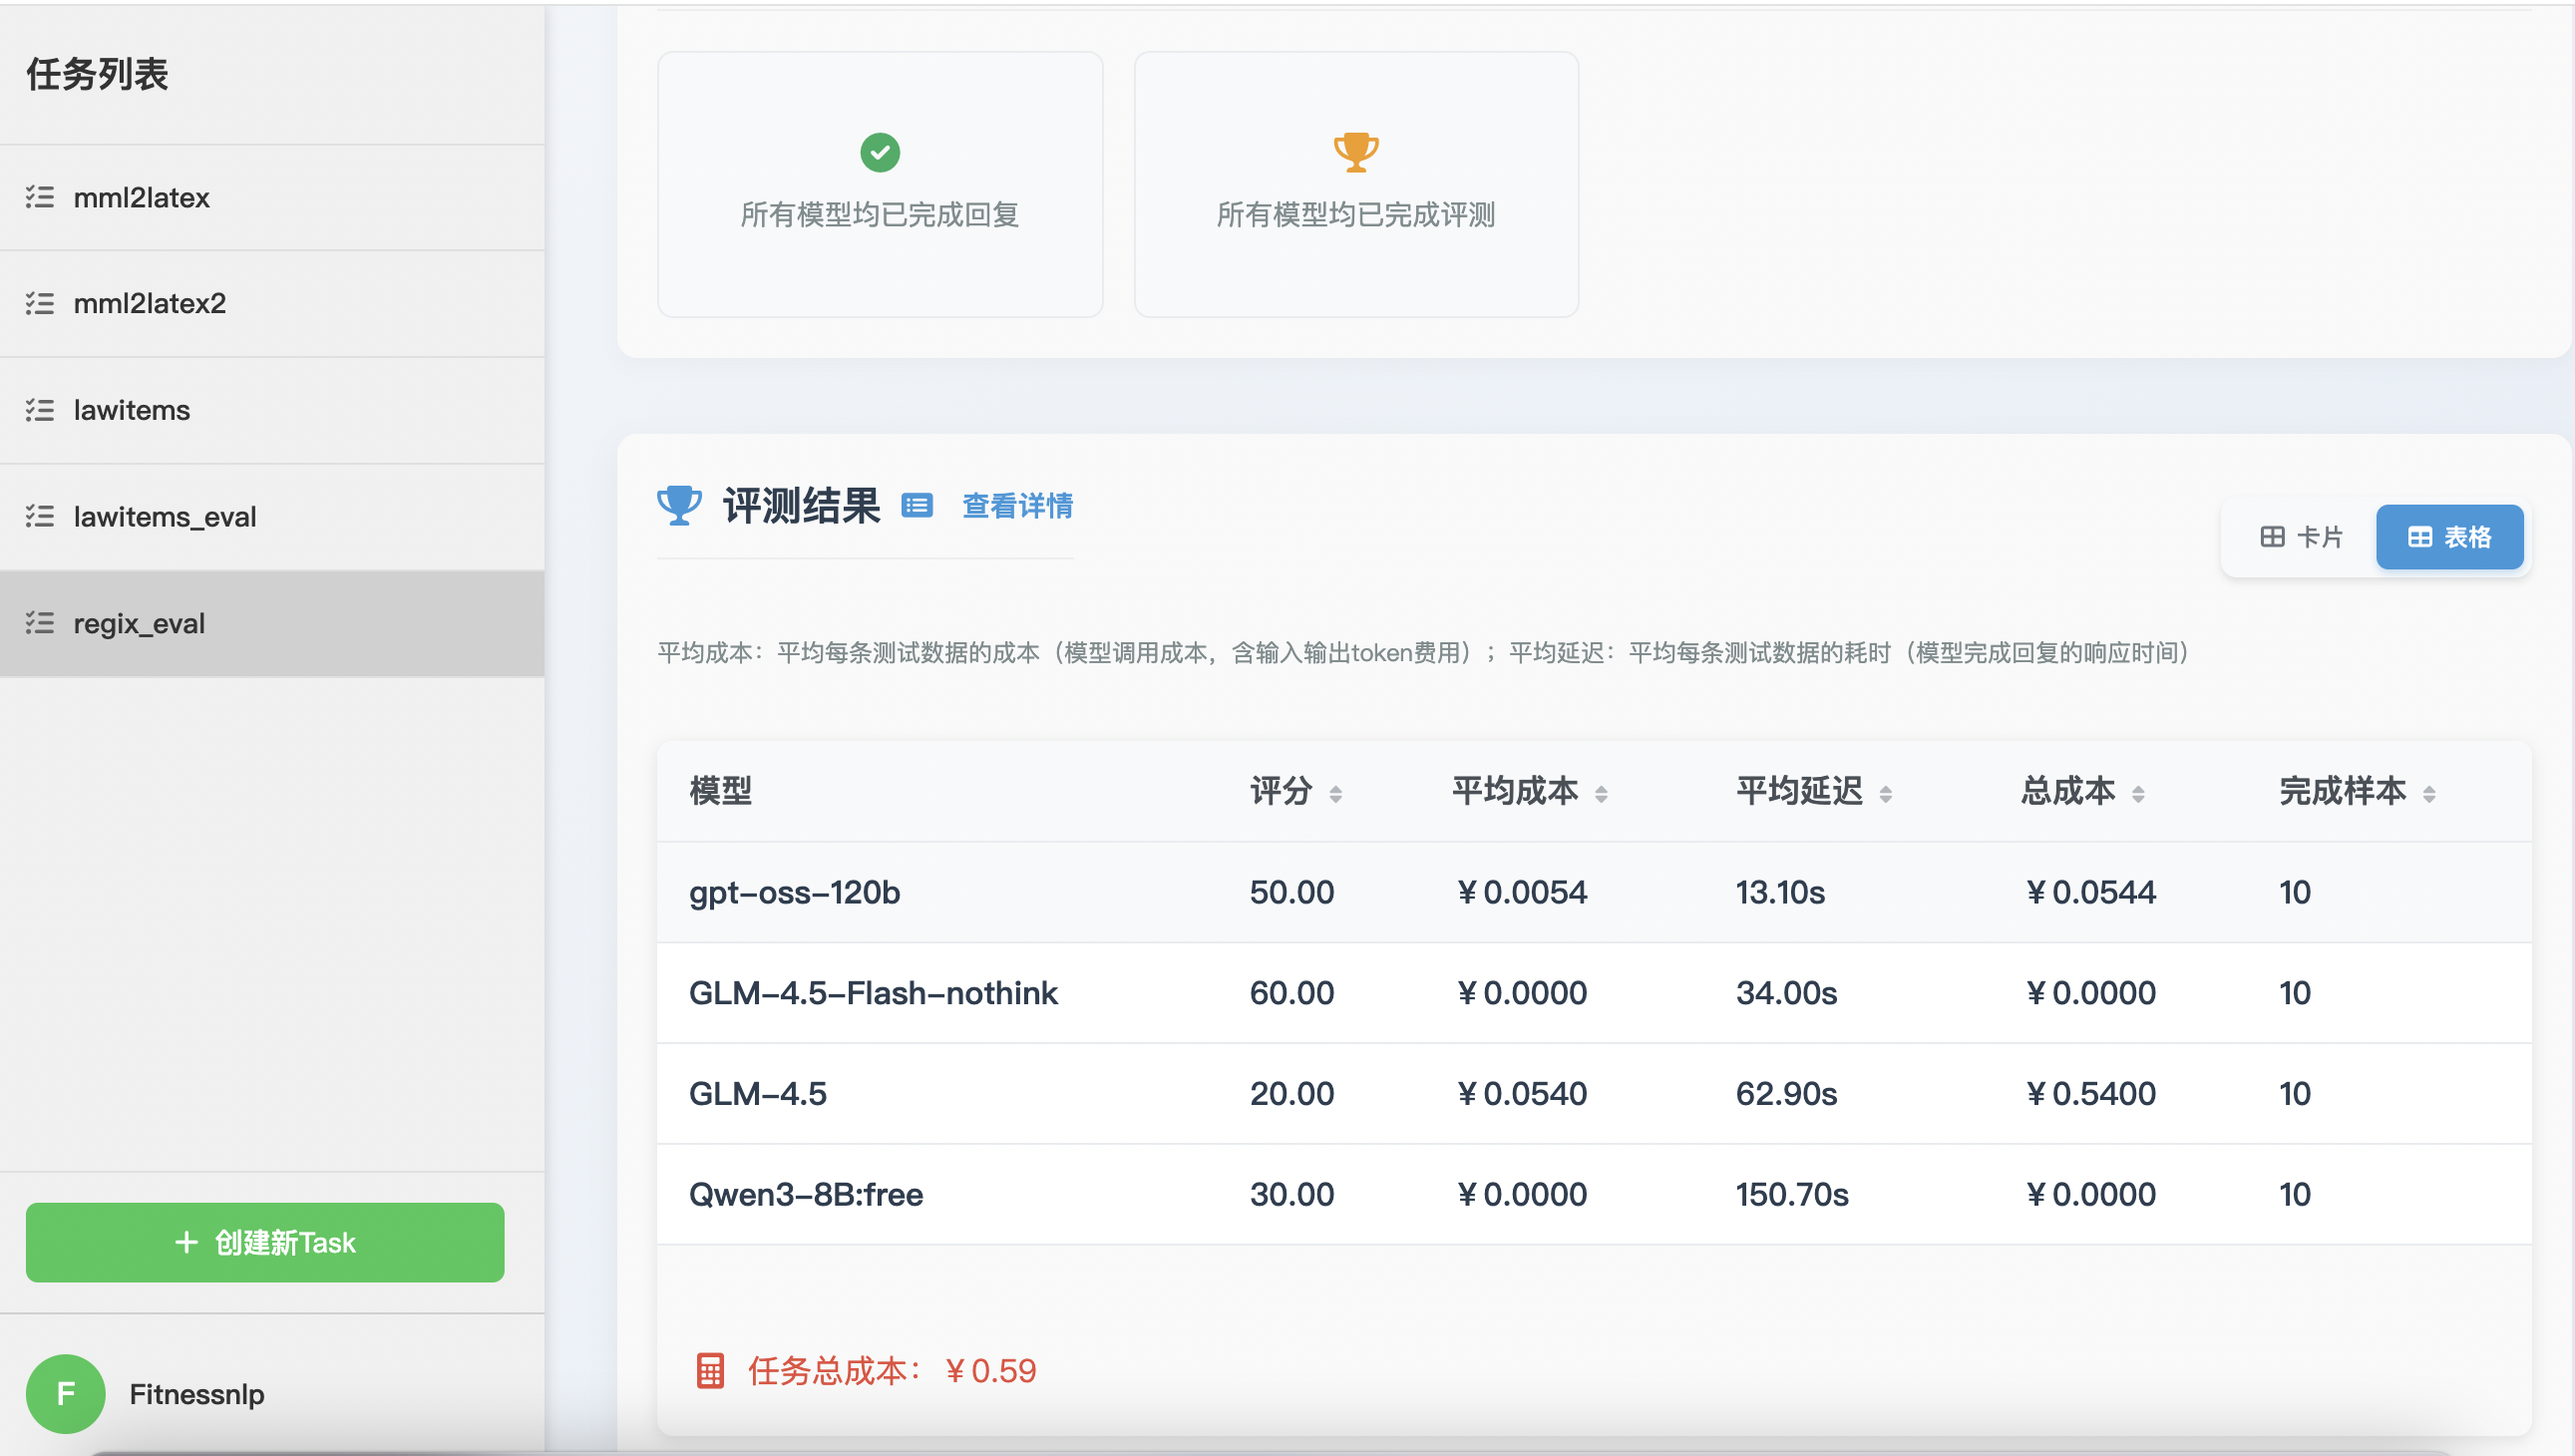 任务列表
mml2latex
mml2latex2
lawitems
lawitems_eval
regix_eval
+ 创建新Task
F Fitnessnlp
所有模型均已完成回复
所有模型均已完成评测
评测结果 查看详情
卡片 表格
平均成本：平均每条测试数据的成本（模型调用成本，含输入输出token费用）；平均延迟：平均每条测试数据的耗时（模型完成回复的响应时间）
模型 评分 平均成本 平均延迟 总成本 完成样本
gpt-oss-120b 50.00 ¥0.0054 13.10s ¥0.0544 10
GLM-4.5-Flash-nothink 60.00 ¥0.0000 34.00s ¥0.0000 10
GLM-4.5 20.00 ¥0.0540 62.90s ¥0.5400 10
Qwen3-8B:free 30.00 ¥0.0000 150.70s ¥0.0000 10
任务总成本： ¥0.59